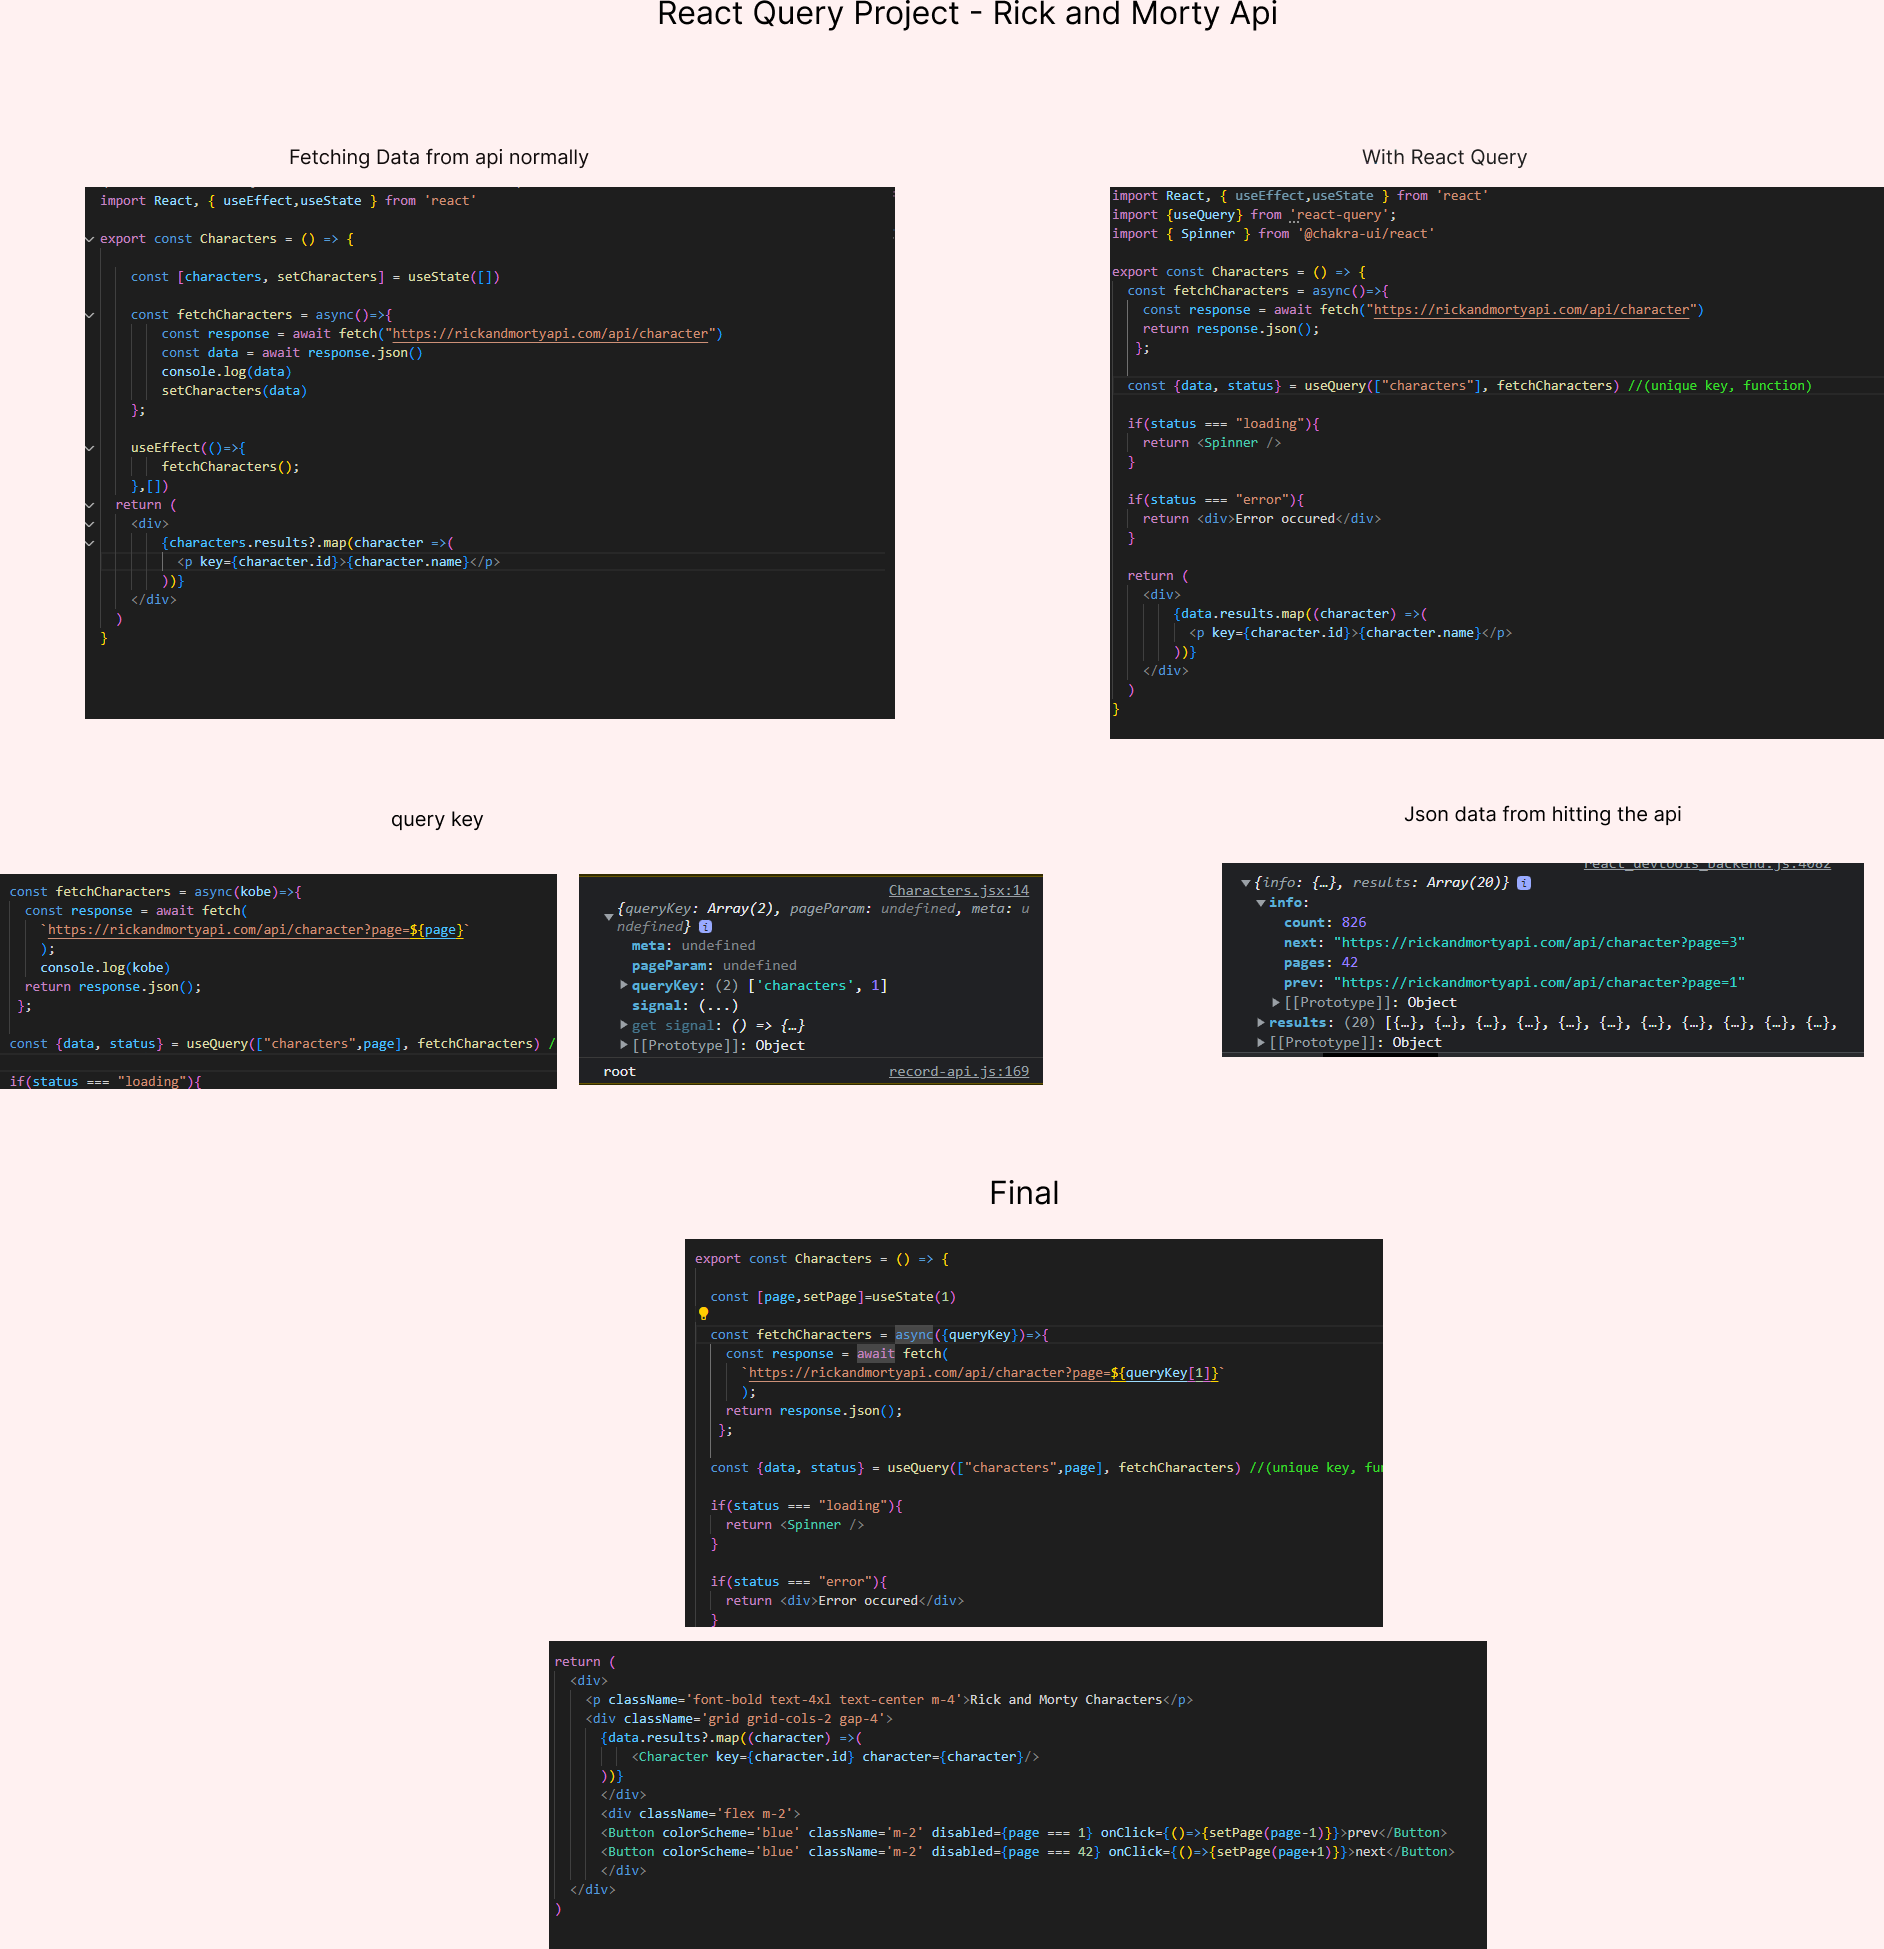 React Query Project - Rick and Morty Api
Fetching Data from api normally
import React, { useEffect,useState } from 'react'
export const Characters = () => {
const [characters, setCharacters] = useState([])
const fetchCharacters = async()=>{
const response = await fetch("https://rickandmortyapi.com/api/character")
const data = await response.json()
console.log(data)
setCharacters(data)
};
useEffect(()=>{
fetchCharacters();
},[])
return (
<div>
{characters.results?.map(character =>(
<p key={character.id}>{character.name}</p>
))}
</div>
)
}
With React Query
import React, { useEffect,useState } from 'react'
import {useQuery} from 'react-query';
import { Spinner } from '@chakra-ui/react'
export const Characters = () => {
const fetchCharacters = async()=>{
const response = await fetch("https://rickandmortyapi.com/api/character")
return response.json();
};
const {data, status} = useQuery(["characters"], fetchCharacters) //(unique key, function)
if(status === "loading"){
return <Spinner />
}
if(status === "error"){
return <div>Error occured</div>
}
return (
<div>
{data.results.map((character) =>(
<p key={character.id}>{character.name}</p>
))}
</div>
)
}
query key
const fetchCharacters = async(kobe)=>{
const response = await fetch(
`https://rickandmortyapi.com/api/character?page=${page}`
);
console.log(kobe)
return response.json();
};
const {data, status} = useQuery(["characters",page], fetchCharacters) /
if(status === "loading"){
Characters.jsx:14
{queryKey: Array(2), pageParam: undefined, meta: u
ndefined} i
meta: undefined
pageParam: undefined
queryKey: (2) ['characters', 1]
signal: (...)
get signal: () => {…}
[[Prototype]]: Object
root record-api.js:169
Json data from hitting the api
react_devtools_backend.js:4082
{info: {…}, results: Array(20)} i
info:
count: 826
next: "https://rickandmortyapi.com/api/character?page=3"
pages: 42
prev: "https://rickandmortyapi.com/api/character?page=1"
[[Prototype]]: Object
results: (20) [{…}, {…}, {…}, {…}, {…}, {…}, {…}, {…}, {…}, {…}, {…},
[[Prototype]]: Object
Final
export const Characters = () => {
const [page,setPage]=useState(1)
const fetchCharacters = async({queryKey})=>{
const response = await fetch(
`https://rickandmortyapi.com/api/character?page=${queryKey[1]}`
);
return response.json();
};
const {data, status} = useQuery(["characters",page], fetchCharacters) //(unique key, fu
if(status === "loading"){
return <Spinner />
}
if(status === "error"){
return <div>Error occured</div>
}
return (
<div>
<p className='font-bold text-4xl text-center m-4'>Rick and Morty Characters</p>
<div className='grid grid-cols-2 gap-4'>
{data.results?.map((character) =>(
<Character key={character.id} character={character}/>
))}
</div>
<div className='flex m-2'>
<Button colorScheme='blue' className='m-2' disabled={page === 1} onClick={()=>{setPage(page-1)}}>prev</Button>
<Button colorScheme='blue' className='m-2' disabled={page === 42} onClick={()=>{setPage(page+1)}}>next</Button>
</div>
</div>
)